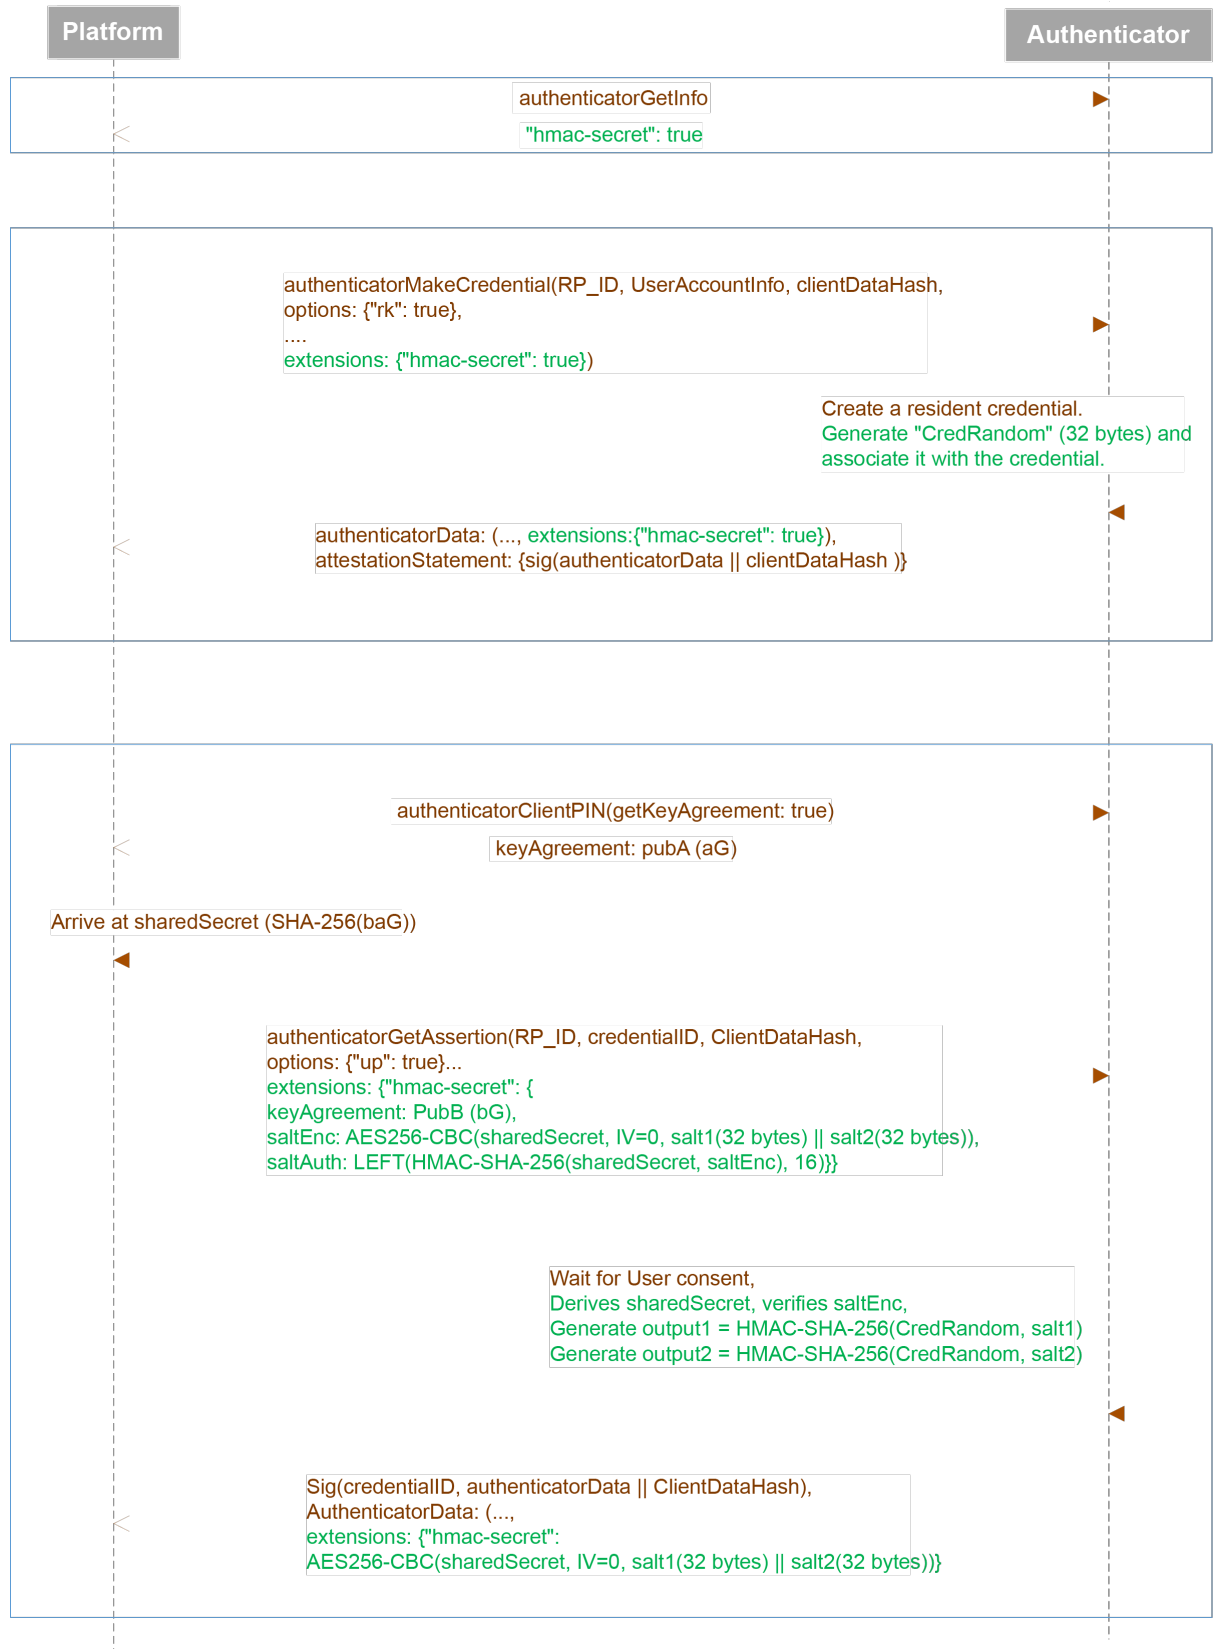 Platform
Authenticator
authenticatorGetInfo
"hmac-secret": true
authenticatorMakeCredential(RP_ID, UserAccountInfo, clientDataHash,
options: {"rk": true},
....
extensions: {"hmac-secret": true})
Create a resident credential.
Generate "CredRandom" (32 bytes) and
associate it with the credential.
authenticatorData: (..., extensions:{"hmac-secret": true}),
attestationStatement: {sig(authenticatorData || clientDataHash )}
authenticatorClientPIN(getKeyAgreement: true)
keyAgreement: pubA (aG)
Arrive at sharedSecret (SHA-256(baG))
authenticatorGetAssertion(RP_ID, credentialID, ClientDataHash,
options: {"up": true}...
extensions: {"hmac-secret": {
keyAgreement: PubB (bG),
saltEnc: AES256-CBC(sharedSecret, IV=0, salt1(32 bytes) || salt2(32 bytes)),
saltAuth: LEFT(HMAC-SHA-256(sharedSecret, saltEnc), 16)}}
Wait for User consent,
Derives sharedSecret, verifies saltEnc,
Generate output1 = HMAC-SHA-256(CredRandom, salt1)
Generate output2 = HMAC-SHA-256(CredRandom, salt2)
Sig(credentialID, authenticatorData || ClientDataHash),
AuthenticatorData: (...,
extensions: {"hmac-secret":
AES256-CBC(sharedSecret, IV=0, salt1(32 bytes) || salt2(32 bytes))}